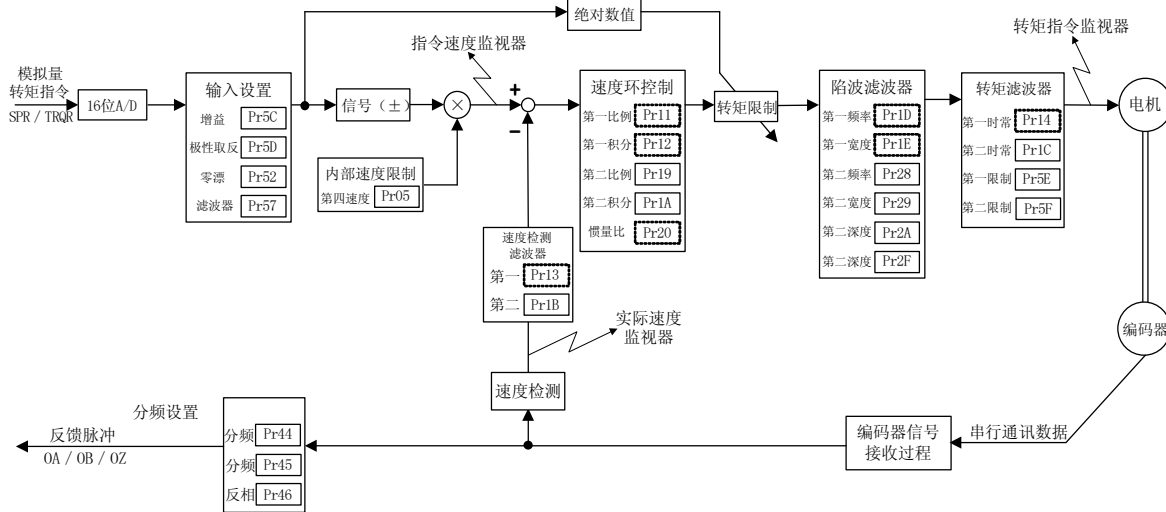 绝对数值
指令速度监视器
转矩指令监视器
模拟量
转矩指令
SPR / TRQR
16位A/D
输入设置
增益 Pr5C
极性取反 Pr5D
零漂 Pr52
滤波器 Pr57
信号（±）
×
+
−
内部速度限制
第四速度 Pr05
速度环控制
第一比例 Pr11
第一积分 Pr12
第二比例 Pr19
第二积分 Pr1A
惯量比 Pr20
转矩限制
陷波滤波器
第一频率 Pr1D
第一宽度 Pr1E
第二频率 Pr28
第二宽度 Pr29
第二深度 Pr2A
第二深度 Pr2F
转矩滤波器
第一时常 Pr14
第二时常 Pr1C
第一限制 Pr5E
第二限制 Pr5F
电机
速度检测
滤波器
第一 Pr13
第二 Pr1B
实际速度
监视器
编码器
速度检测
分频设置
分频 Pr44
分频 Pr45
反相 Pr46
反馈脉冲
OA / OB / OZ
编码器信号
接收过程
串行通讯数据